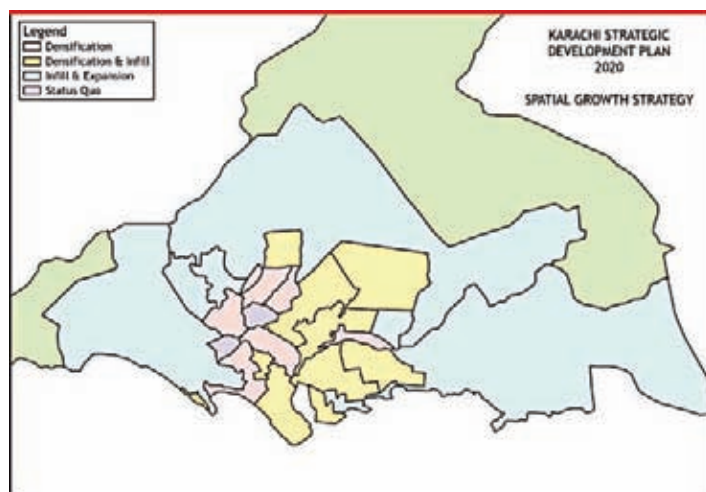 Legend
Densification
Densification & Infill
Infill & Expansion
Status Quo
KARACHI STRATEGIC
DEVELOPMENT PLAN
2020
SPATIAL GROWTH STRATEGY